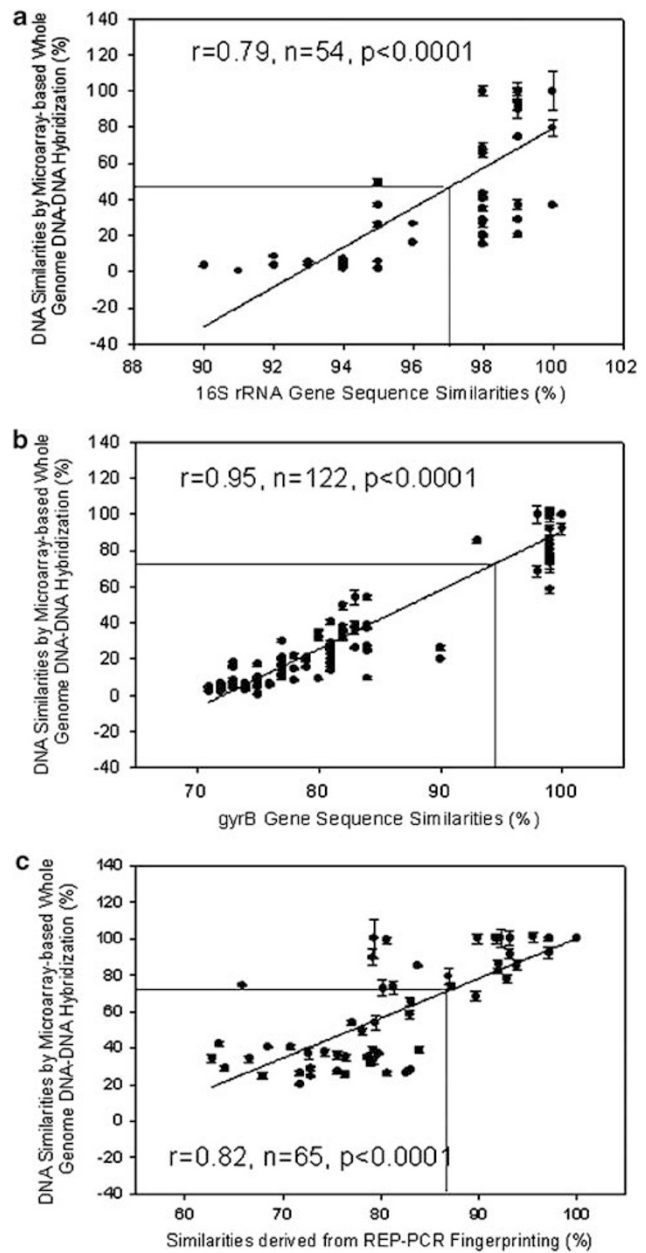 a
DNA Similarities by Microarray-based Whole
Genome DNA-DNA Hybridization (%)
140
120
100
80
60
40
20
0
-20
-40
r=0.79, n=54, p<0.0001
88 90 92 94 96 98 100 102
16S rRNA Gene Sequence Similarities (%)
b
DNA Similarities by Microarray-based Whole
Genome DNA-DNA Hybridization (%)
140
120
100
80
60
40
20
0
-20
-40
r=0.95, n=122, p<0.0001
70 80 90 100
gyrB Gene Sequence Similarities (%)
c
DNA Similarities by Microarray-based Whole
Genome DNA-DNA Hybridization (%)
140
120
100
80
60
40
20
0
-20
-40
r=0.82, n=65, p<0.0001
60 70 80 90 100
Similarities derived from REP-PCR Fingerprinting (%)